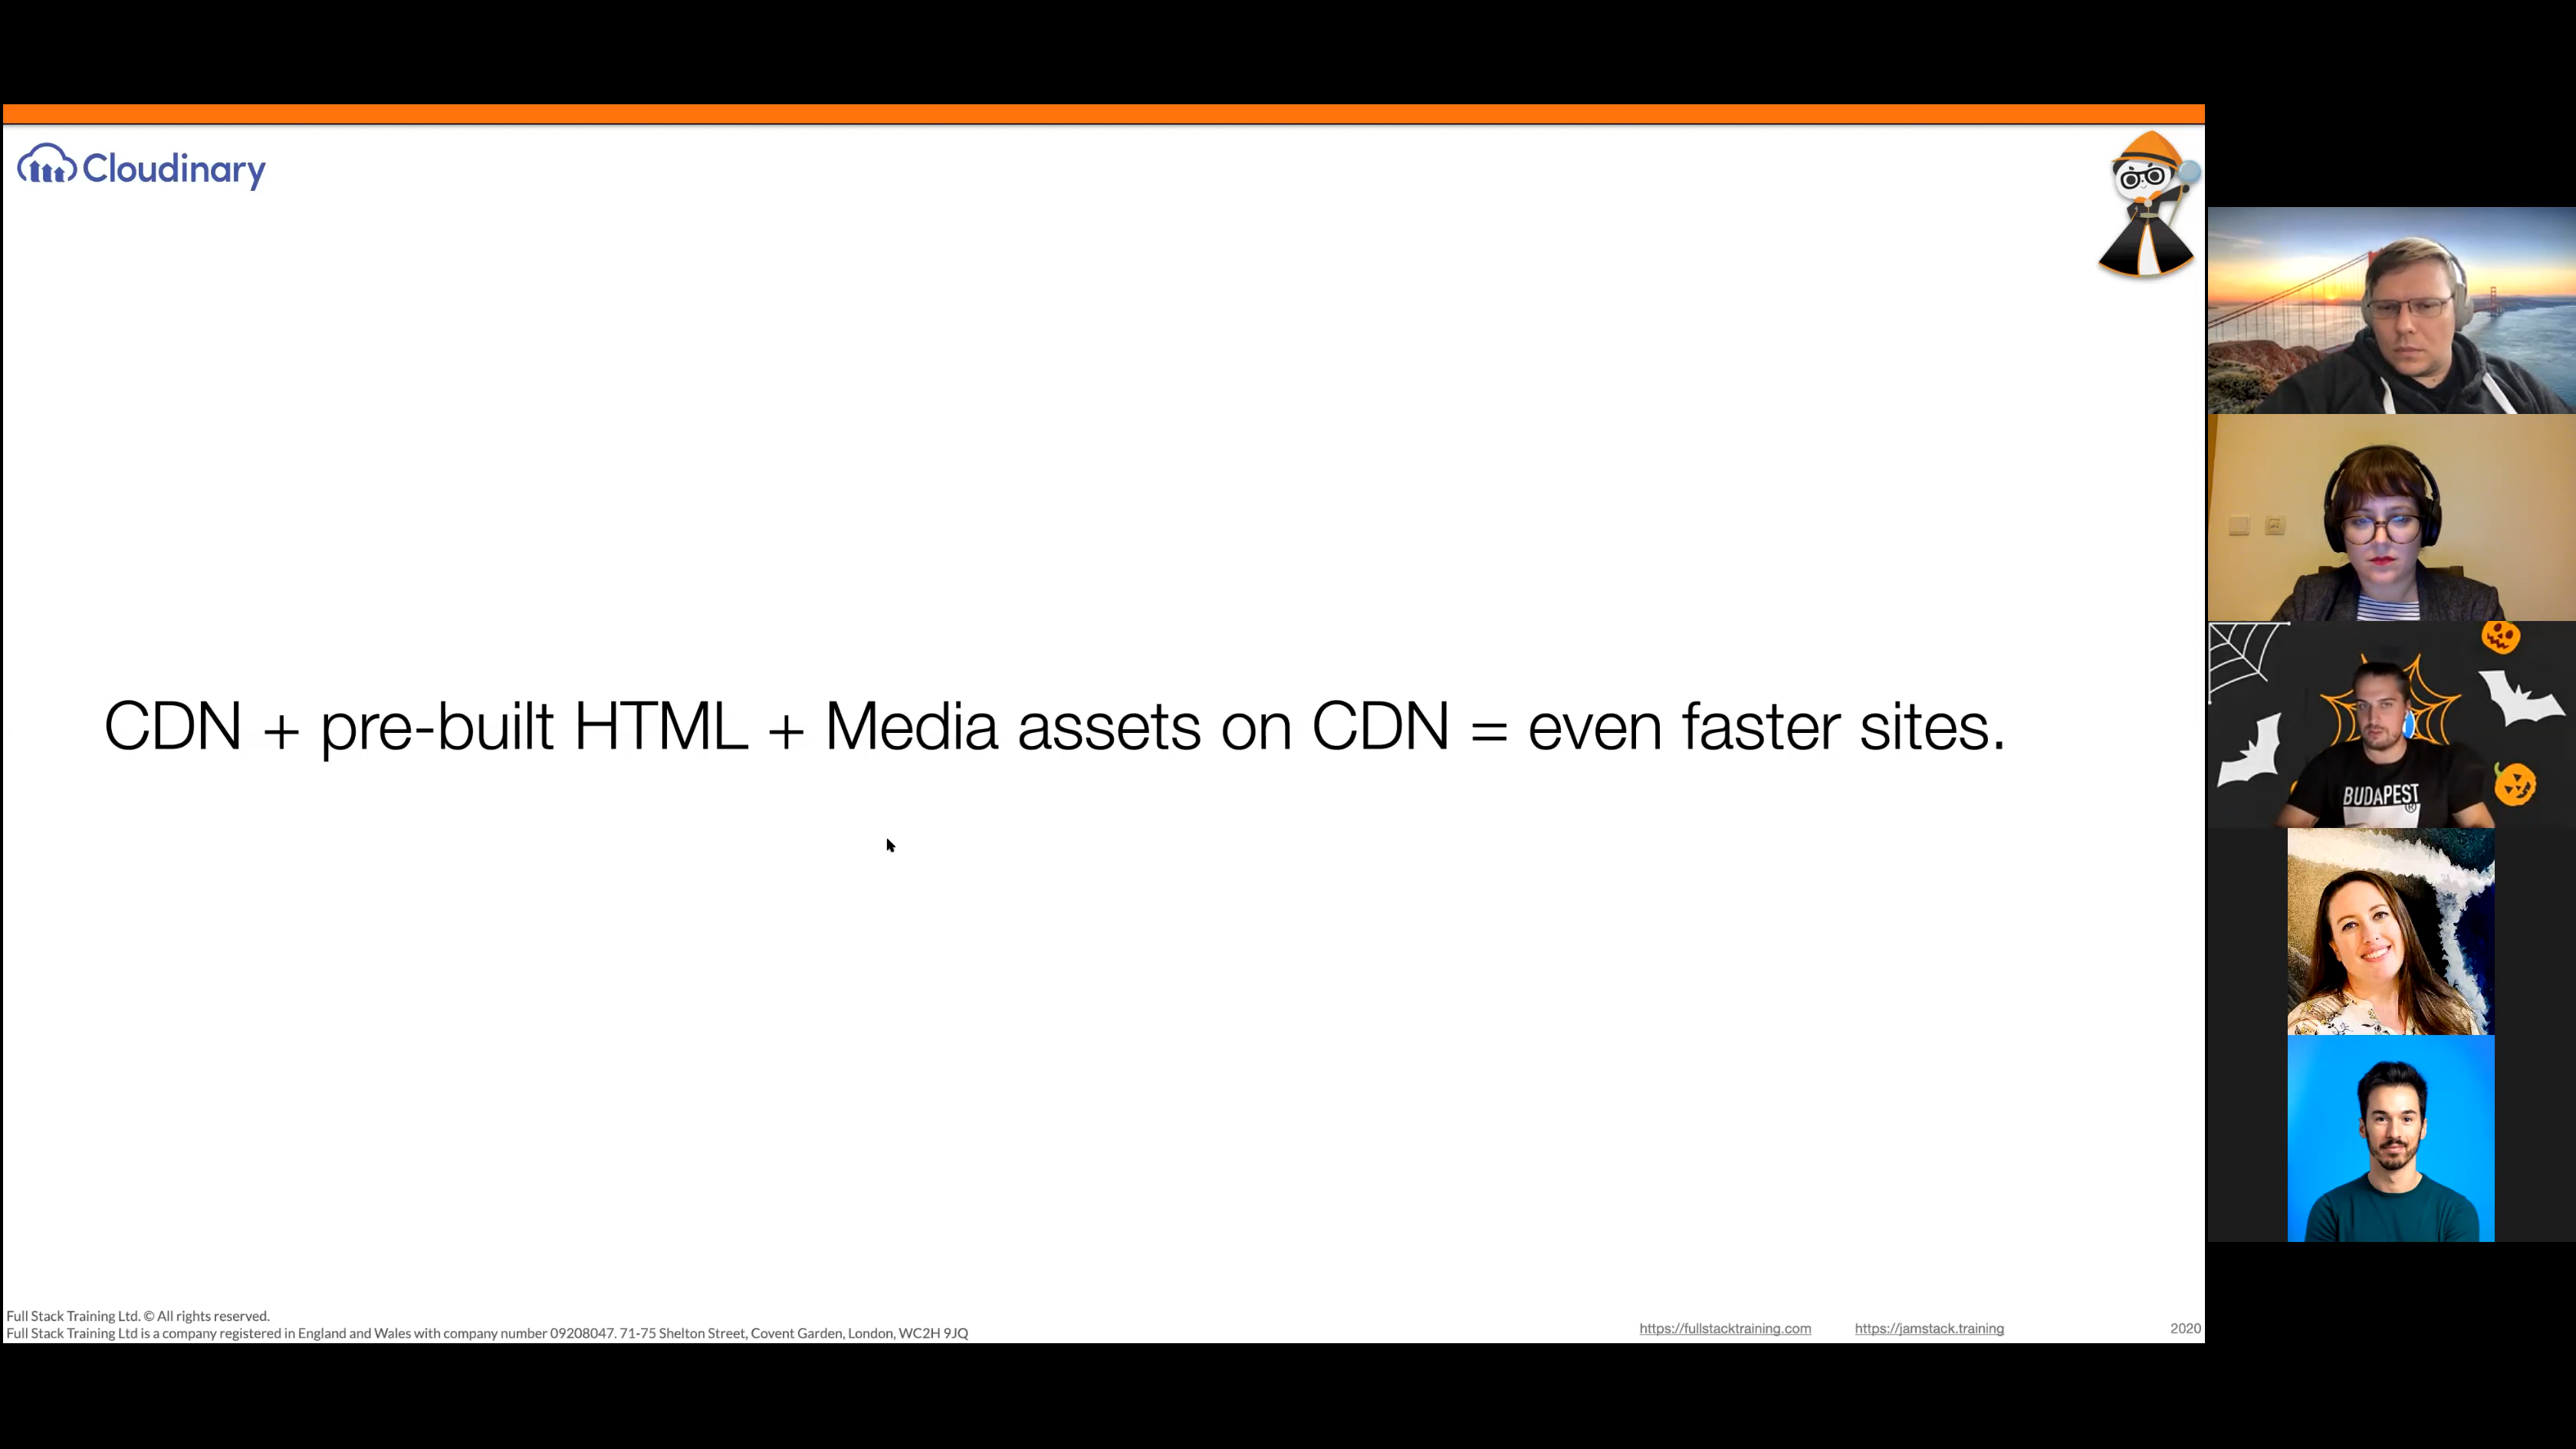 Cloudinary
CDN + pre-built HTML + Media assets on CDN = even faster sites.
BUDAPEST
®
Full Stack Training Ltd. © All rights reserved.
Full Stack Training Ltd is a company registered in England and Wales with company number 09208047. 71-75 Shelton Street, Covent Garden, London, WC2H 9JQ
https://fullstacktraining.com
https://jamstack.training
2020